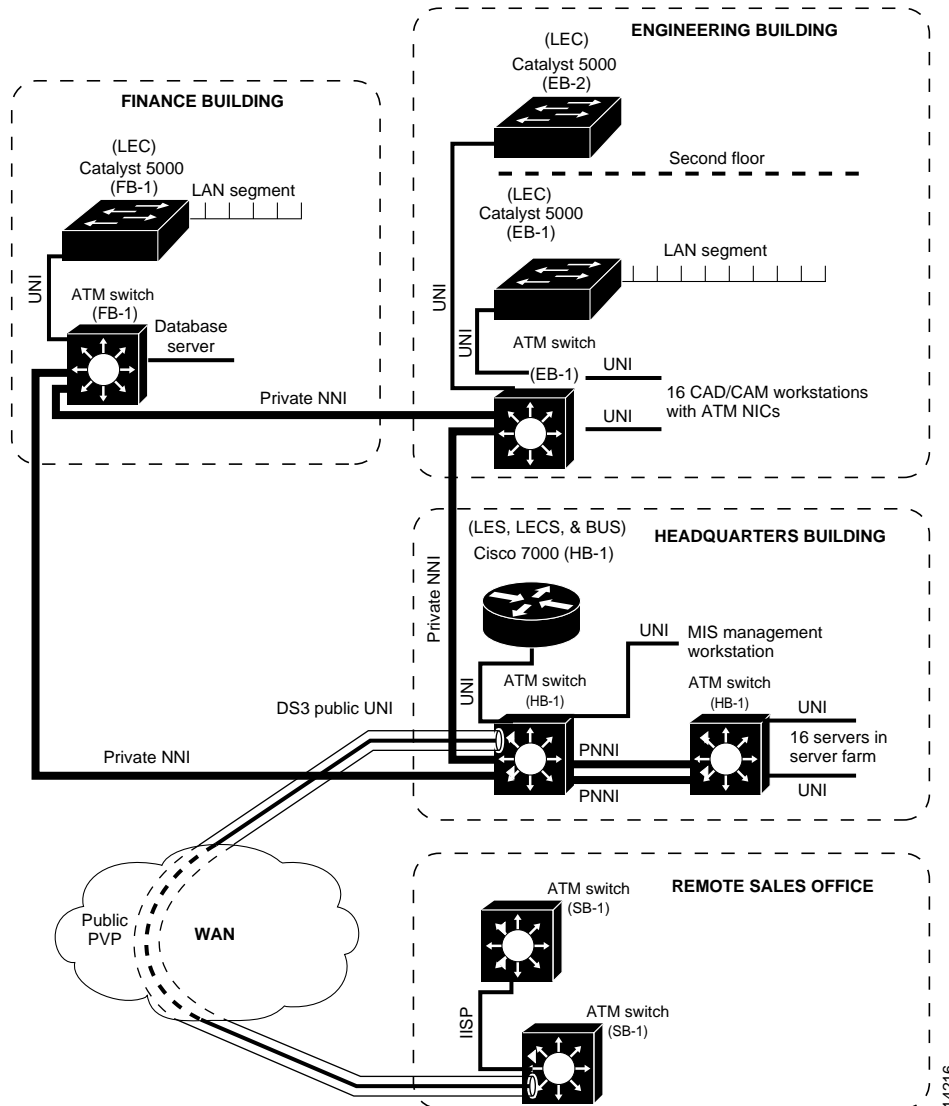 ENGINEERING BUILDING
(LEC)
Catalyst 5000
(EB-2)
Second floor
(LEC)
Catalyst 5000
(EB-1)
LAN segment
UNI
UNI
ATM switch
(EB-1)
UNI
UNI
16 CAD/CAM workstations
with ATM NICs
FINANCE BUILDING
(LEC)
Catalyst 5000
(FB-1)
LAN segment
UNI
ATM switch
(FB-1)
Database
server
Private NNI
Private NNI
Private NNI
HEADQUARTERS BUILDING
(LES, LECS, & BUS)
Cisco 7000 (HB-1)
UNI
UNI
MIS management
workstation
ATM switch
(HB-1)
ATM switch
(HB-1)
PNNI
PNNI
UNI
16 servers in
server farm
UNI
DS3 public UNI
Public
PVP
WAN
REMOTE SALES OFFICE
ATM switch
(SB-1)
IISP
ATM switch
(SB-1)
14216